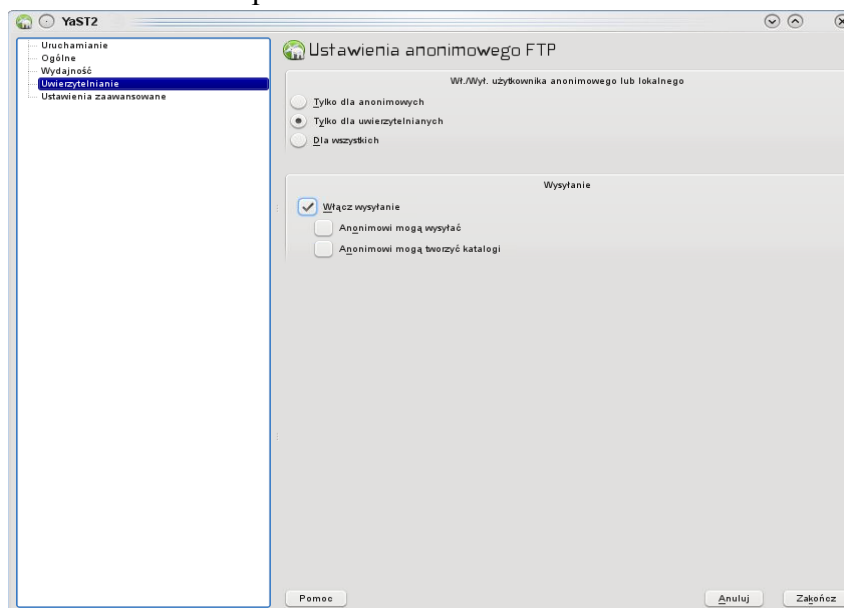 YaST2
Uruchamianie
Ogólne
Wydajność
Uwierzytelnianie
Ustawienia zaawansowane
Ustawienia anonimowego FTP
Wł./Wył. użytkownika anonimowego lub lokalnego
Tylko dla anonimowych
Tylko dla uwierzytelnianych
Dla wszystkich
Wysyłanie
Włącz wysyłanie
Anonimowi mogą wysyłać
Anonimowi mogą tworzyć katalogi
Pomoc
Anuluj
Zakończ